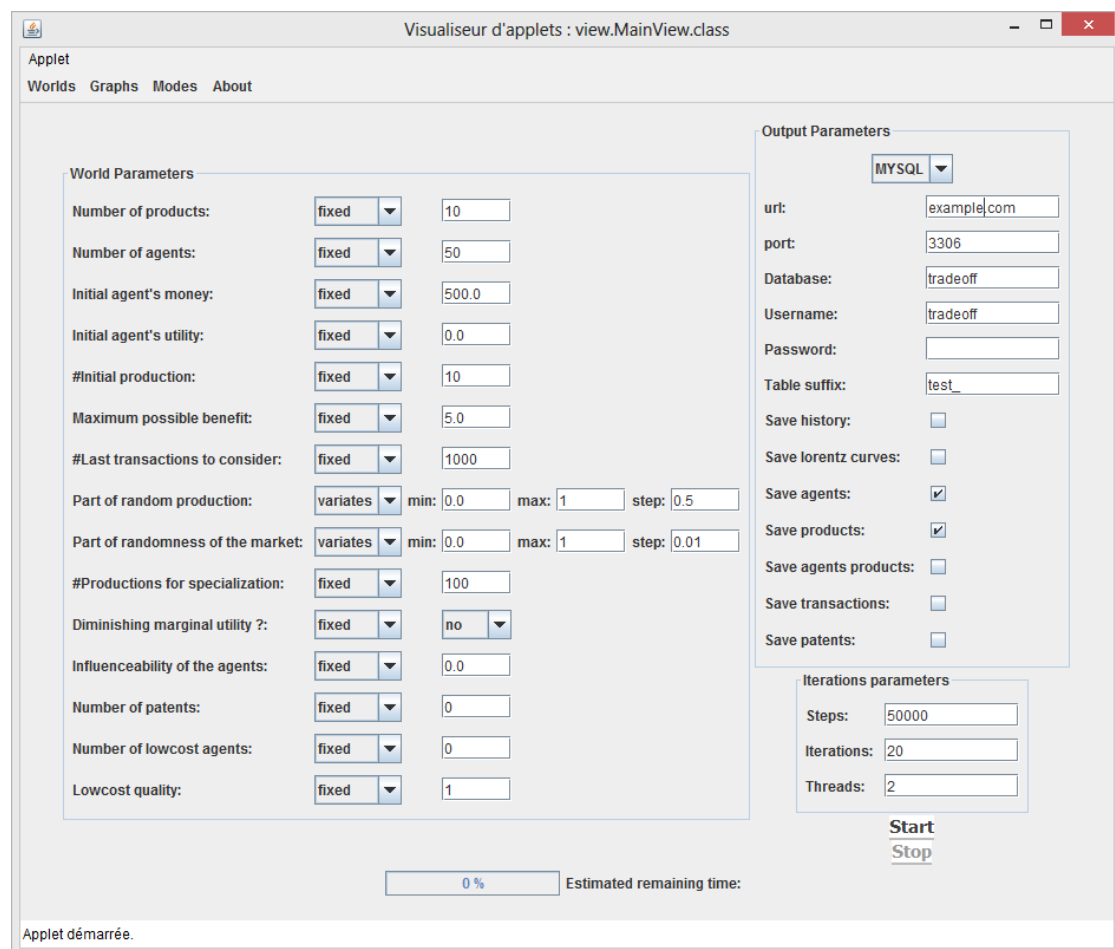 Visualiseur d'applets : view.MainView.class
Applet
Worlds Graphs Modes About
World Parameters
Number of products: fixed 10
Number of agents: fixed 50
Initial agent's money: fixed 500.0
Initial agent's utility: fixed 0.0
#Initial production: fixed 10
Maximum possible benefit: fixed 5.0
#Last transactions to consider: fixed 1000
Part of random production: variates min: 0.0 max: 1 step: 0.5
Part of randomness of the market: variates min: 0.0 max: 1 step: 0.01
#Productions for specialization: fixed 100
Diminishing marginal utility ?: fixed no
Influenceability of the agents: fixed 0.0
Number of patents: fixed 0
Number of lowcost agents: fixed 0
Lowcost quality: fixed 1
Output Parameters
MYSQL
url: example.com
port: 3306
Database: tradeoff
Username: tradeoff
Password:
Table suffix: test_
Save history:
Save lorentz curves:
Save agents:
Save products:
Save agents products:
Save transactions:
Save patents:
Iterations parameters
Steps: 50000
Iterations: 20
Threads: 2
Start
Stop
0 % Estimated remaining time:
Applet démarrée.